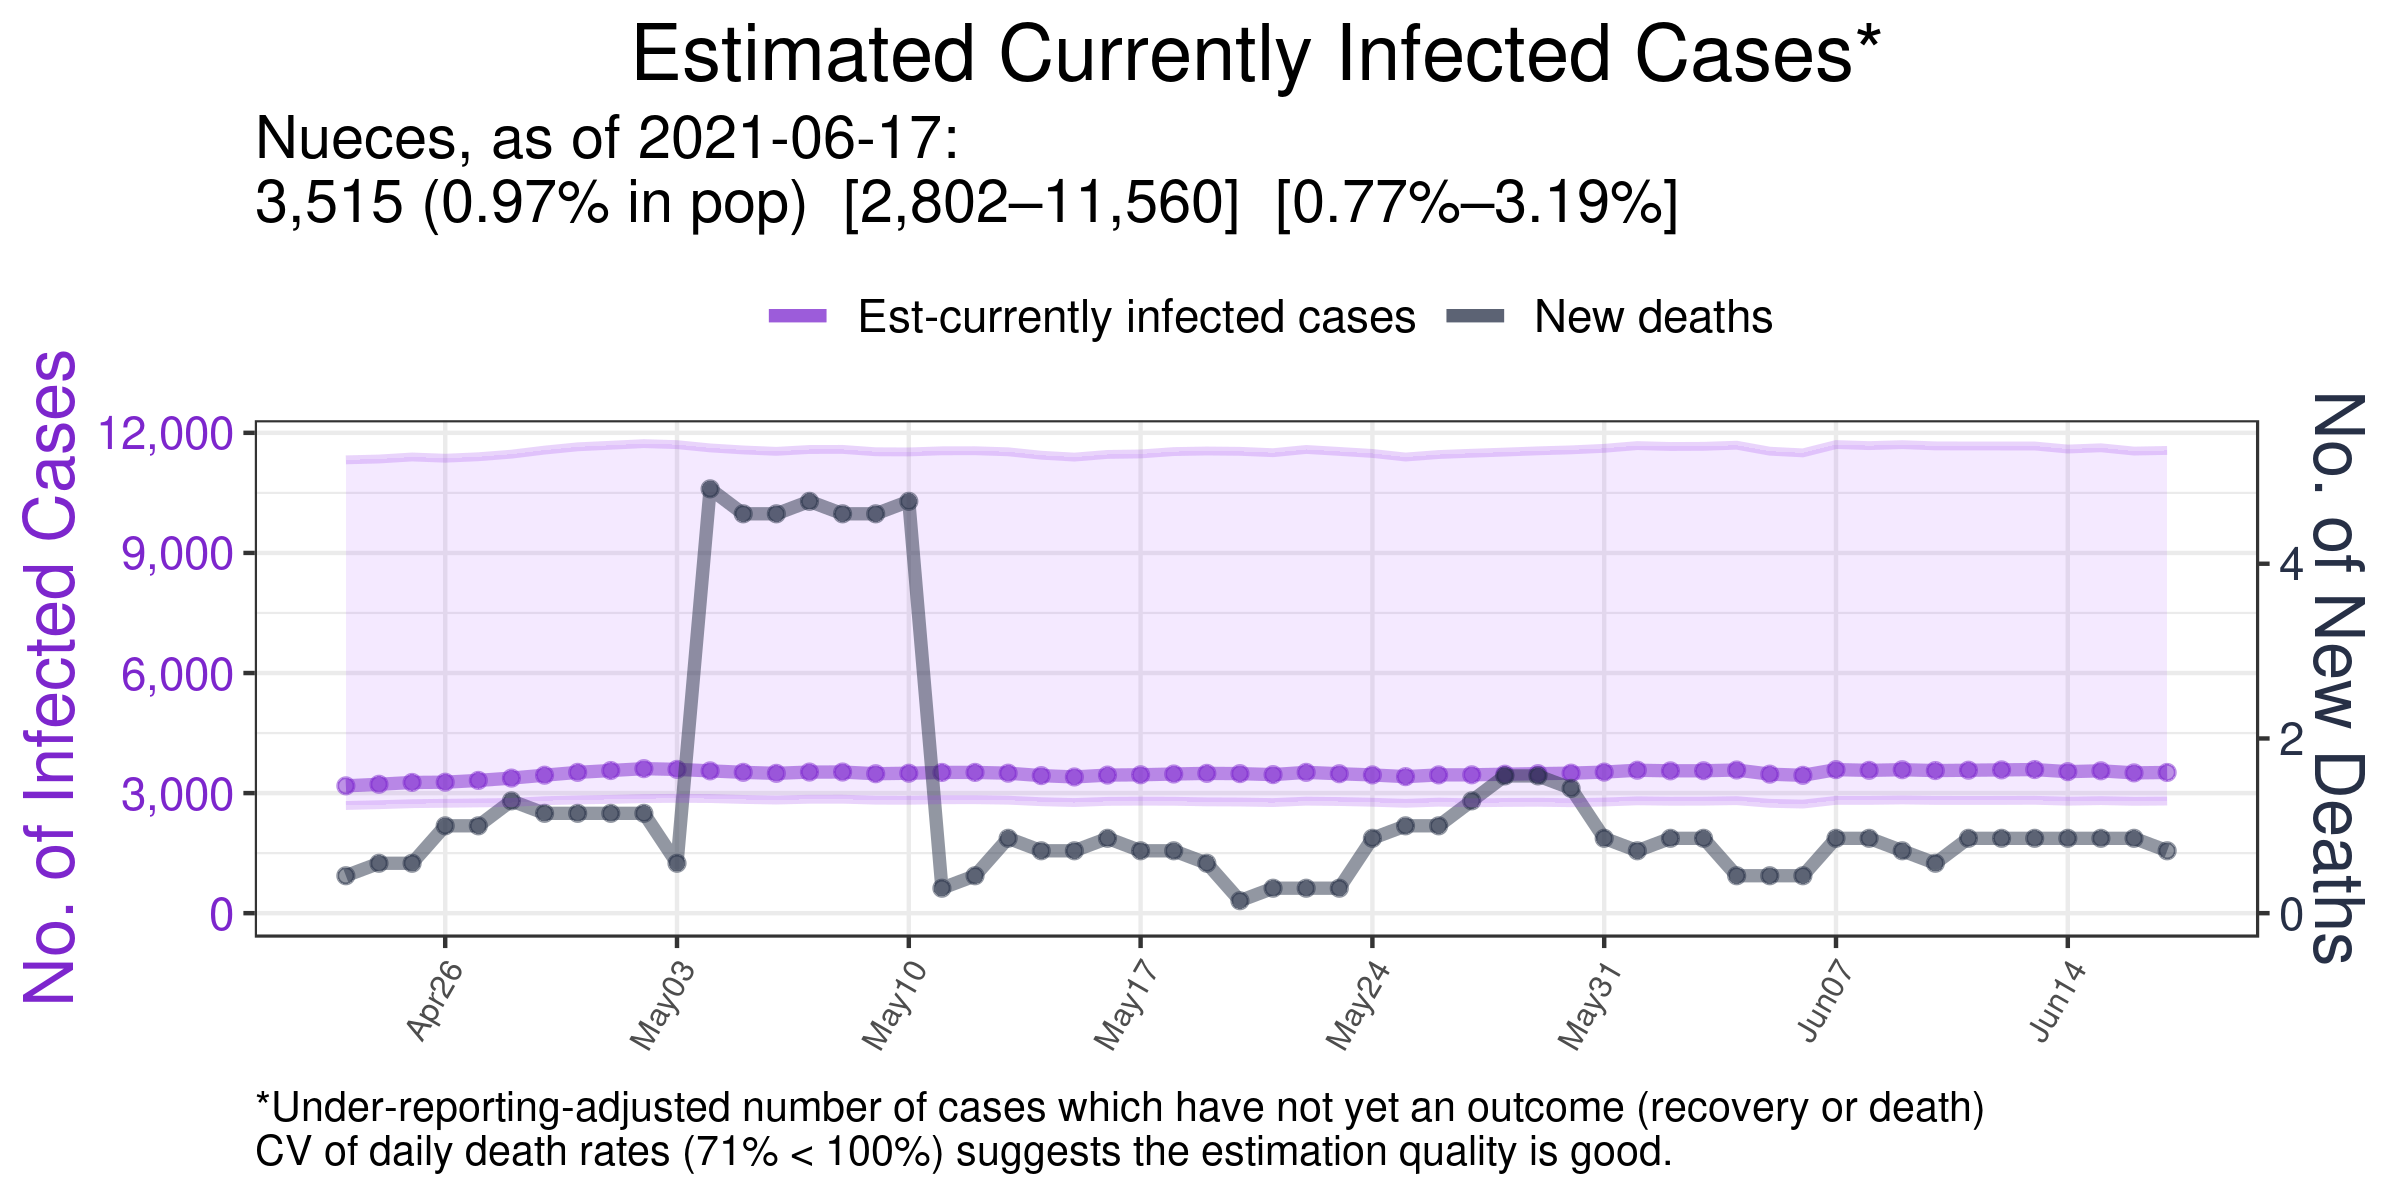 Estimated Currently Infected Cases*
Nueces, as of 2021-06-17:
3,515 (0.97% in pop)  [2,802–11,560]  [0.77%–3.19%]
Est-currently infected cases
New deaths
No. of Infected Cases
12,000
9,000
6,000
3,000
0
No. of New Deaths
4
2
0
Apr26
May03
May10
May17
May24
May31
Jun07
Jun14
*Under-reporting-adjusted number of cases which have not yet an outcome (recovery or death)
CV of daily death rates (71% < 100%) suggests the estimation quality is good.